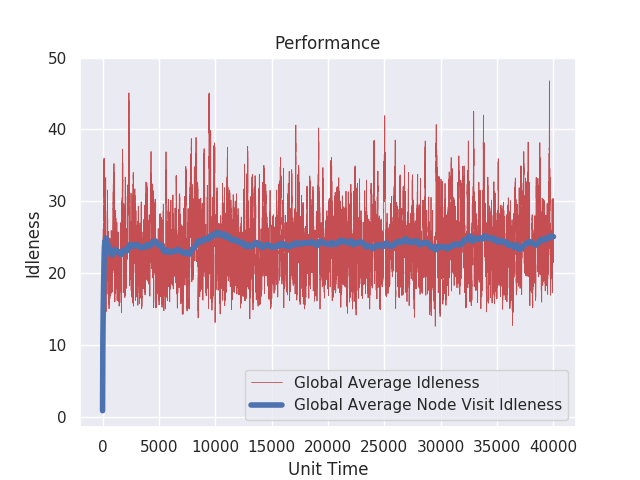 Performance
50
40
30
20
10
0
Idleness
Global Average Idleness
Global Average Node Visit Idleness
0 5000 10000 15000 20000 25000 30000 35000 40000
Unit Time